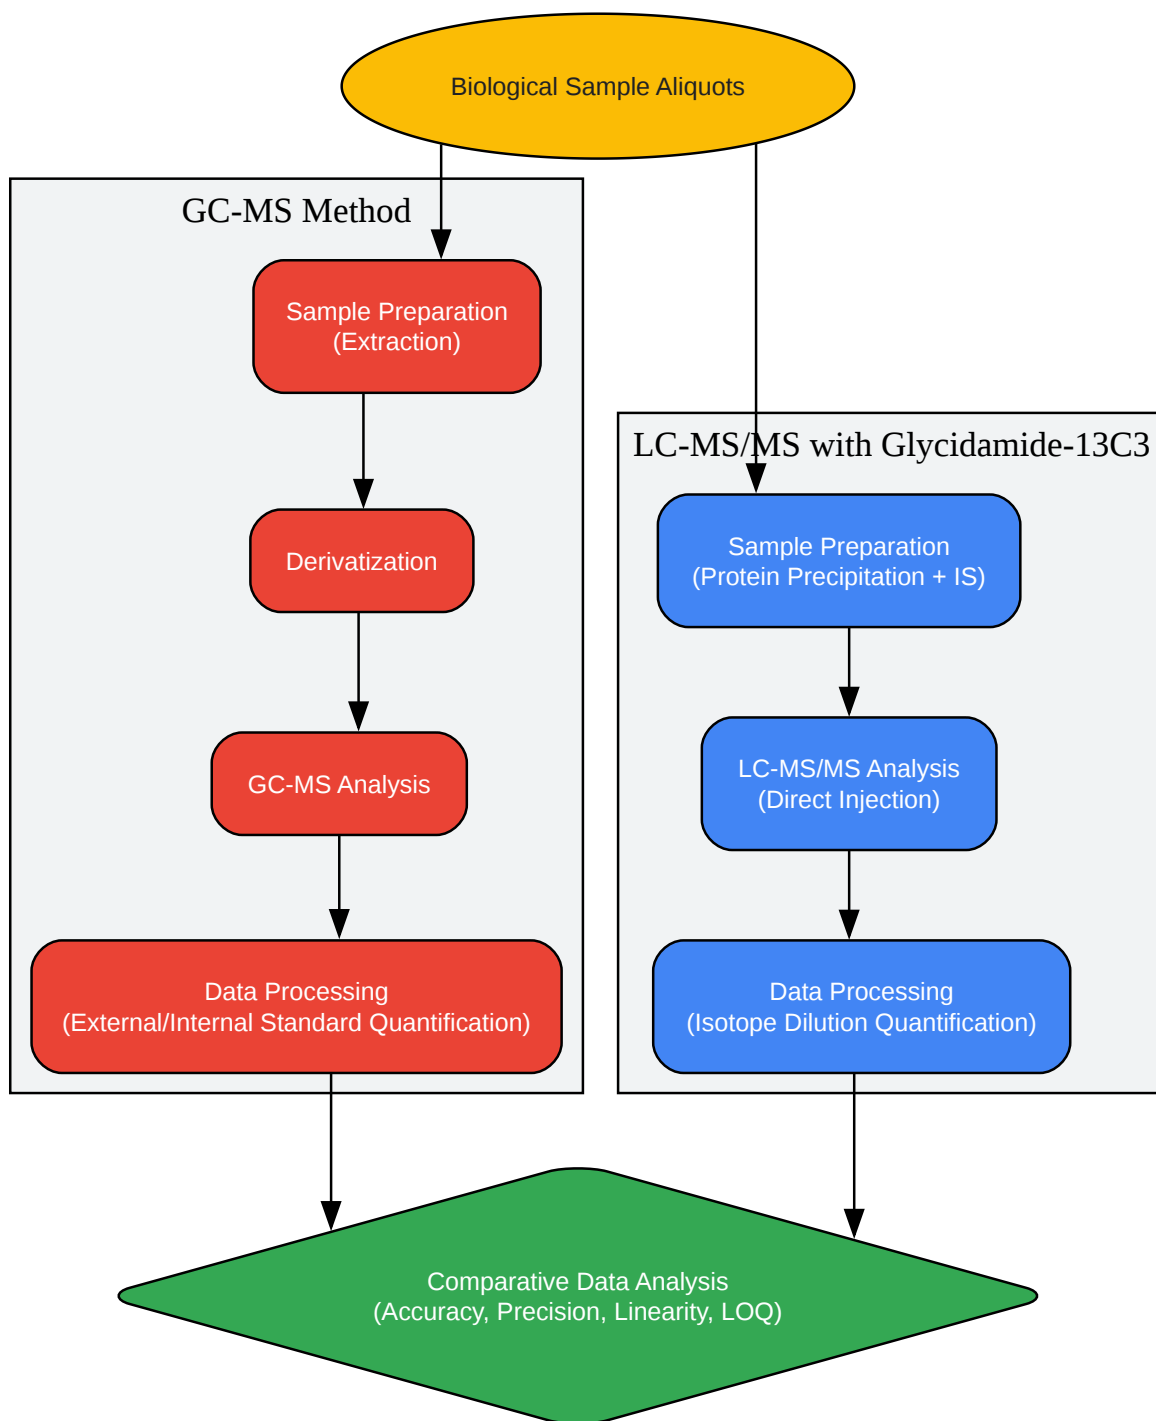 Biological Sample Aliquots
GC-MS Method
Sample Preparation
(Extraction)
Derivatization
GC-MS Analysis
Data Processing
(External/Internal Standard Quantification)
LC-MS/MS with Glycidamide-13C3
Sample Preparation
(Protein Precipitation + IS)
LC-MS/MS Analysis
(Direct Injection)
Data Processing
(Isotope Dilution Quantification)
Comparative Data Analysis
(Accuracy, Precision, Linearity, LOQ)